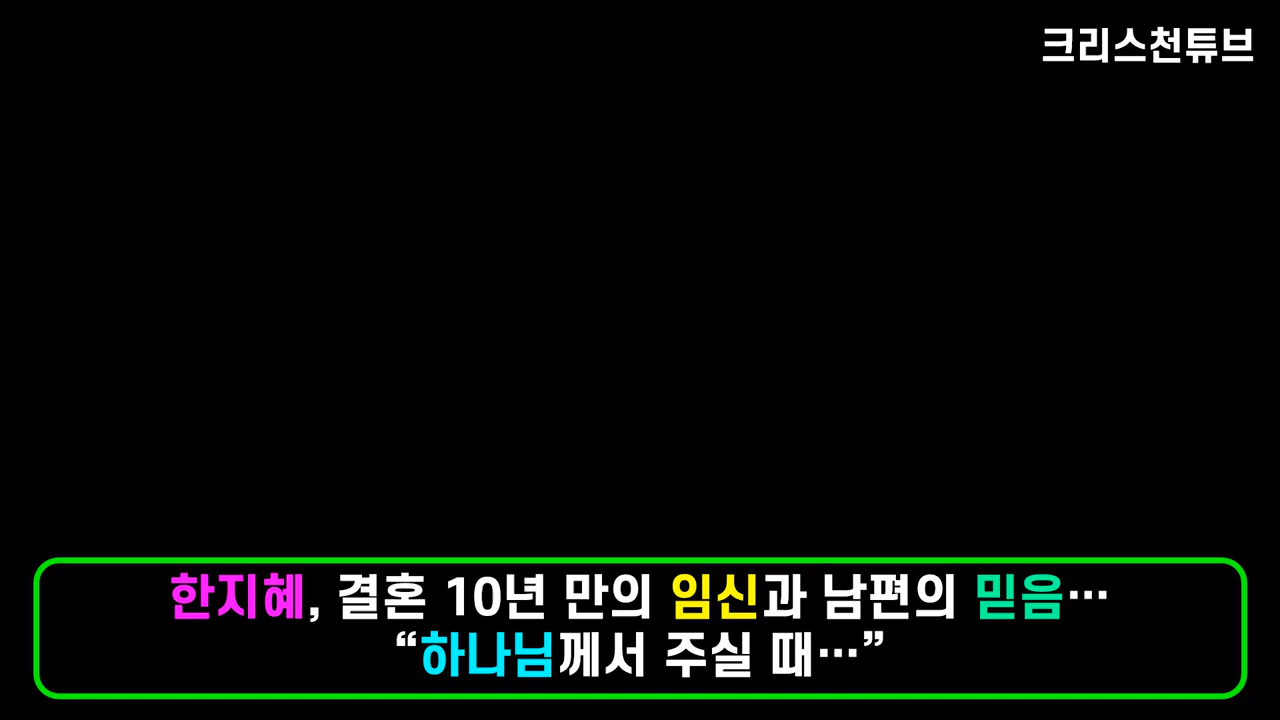 크리스천튜브
한지혜, 결혼 10년 만의 임신과 남편의 믿음…
“하나님께서 주실 때…”